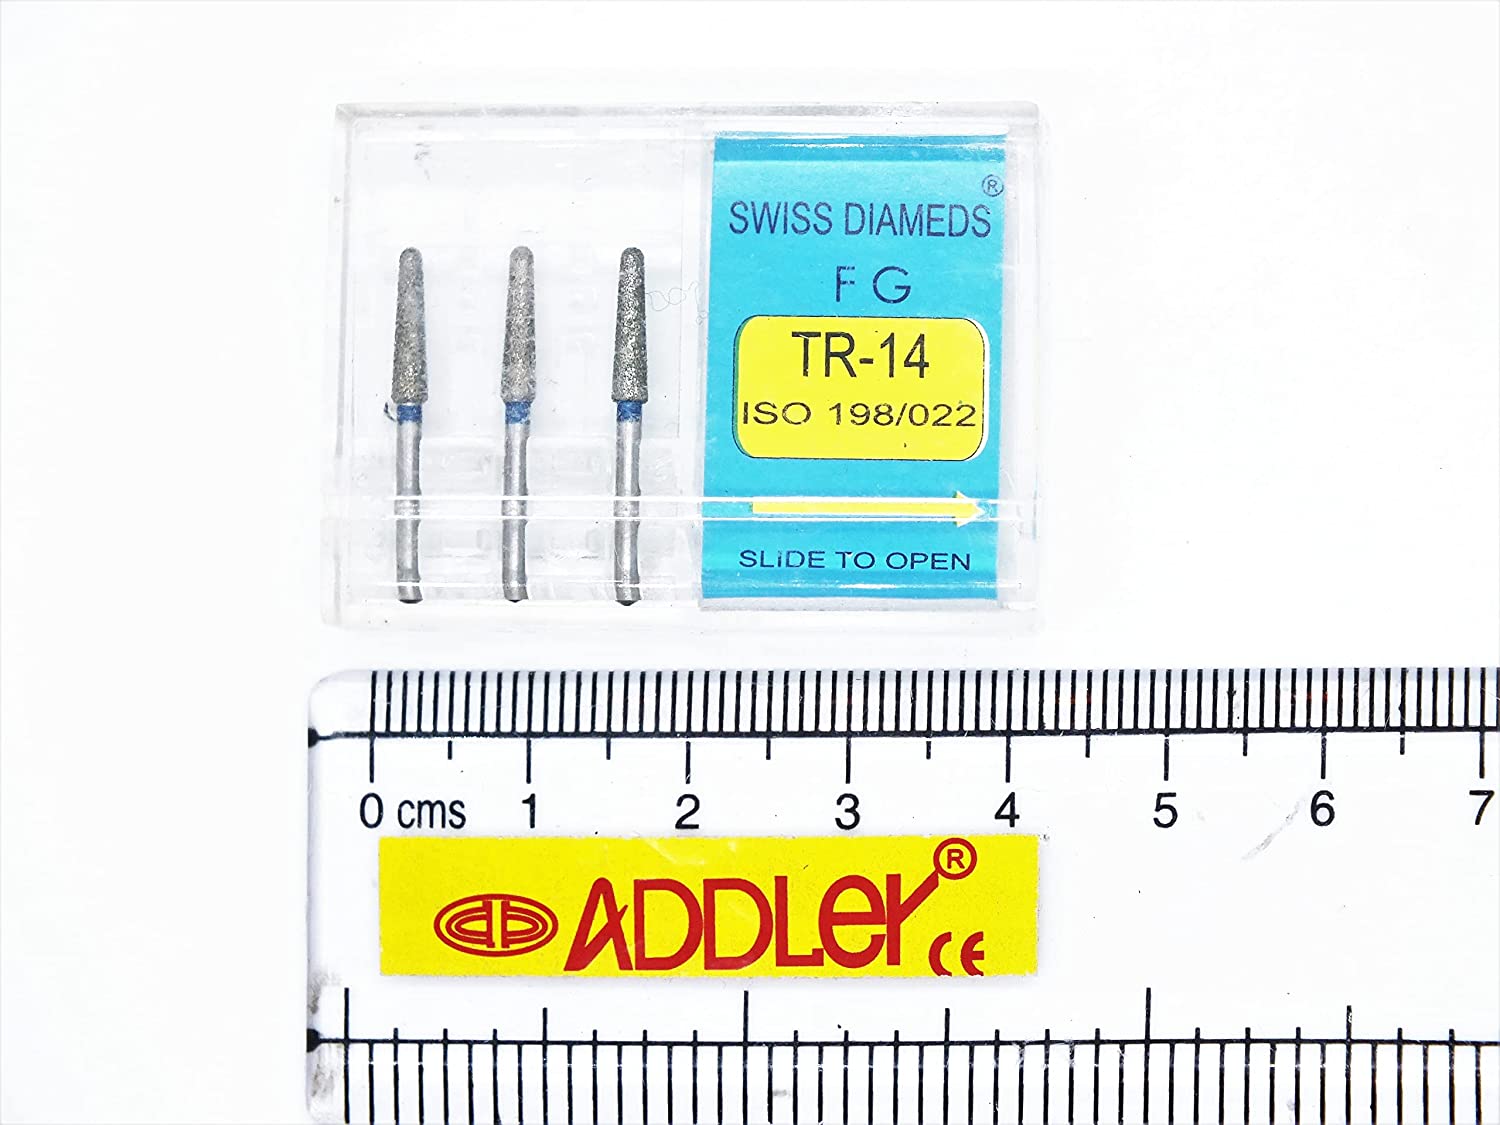 SWISS DIAMEDS ®
F G
TR-14
ISO 198/022
SLIDE TO OPEN
0 cms 1 2 3 4 5 6 7
ADDLER ®
CE